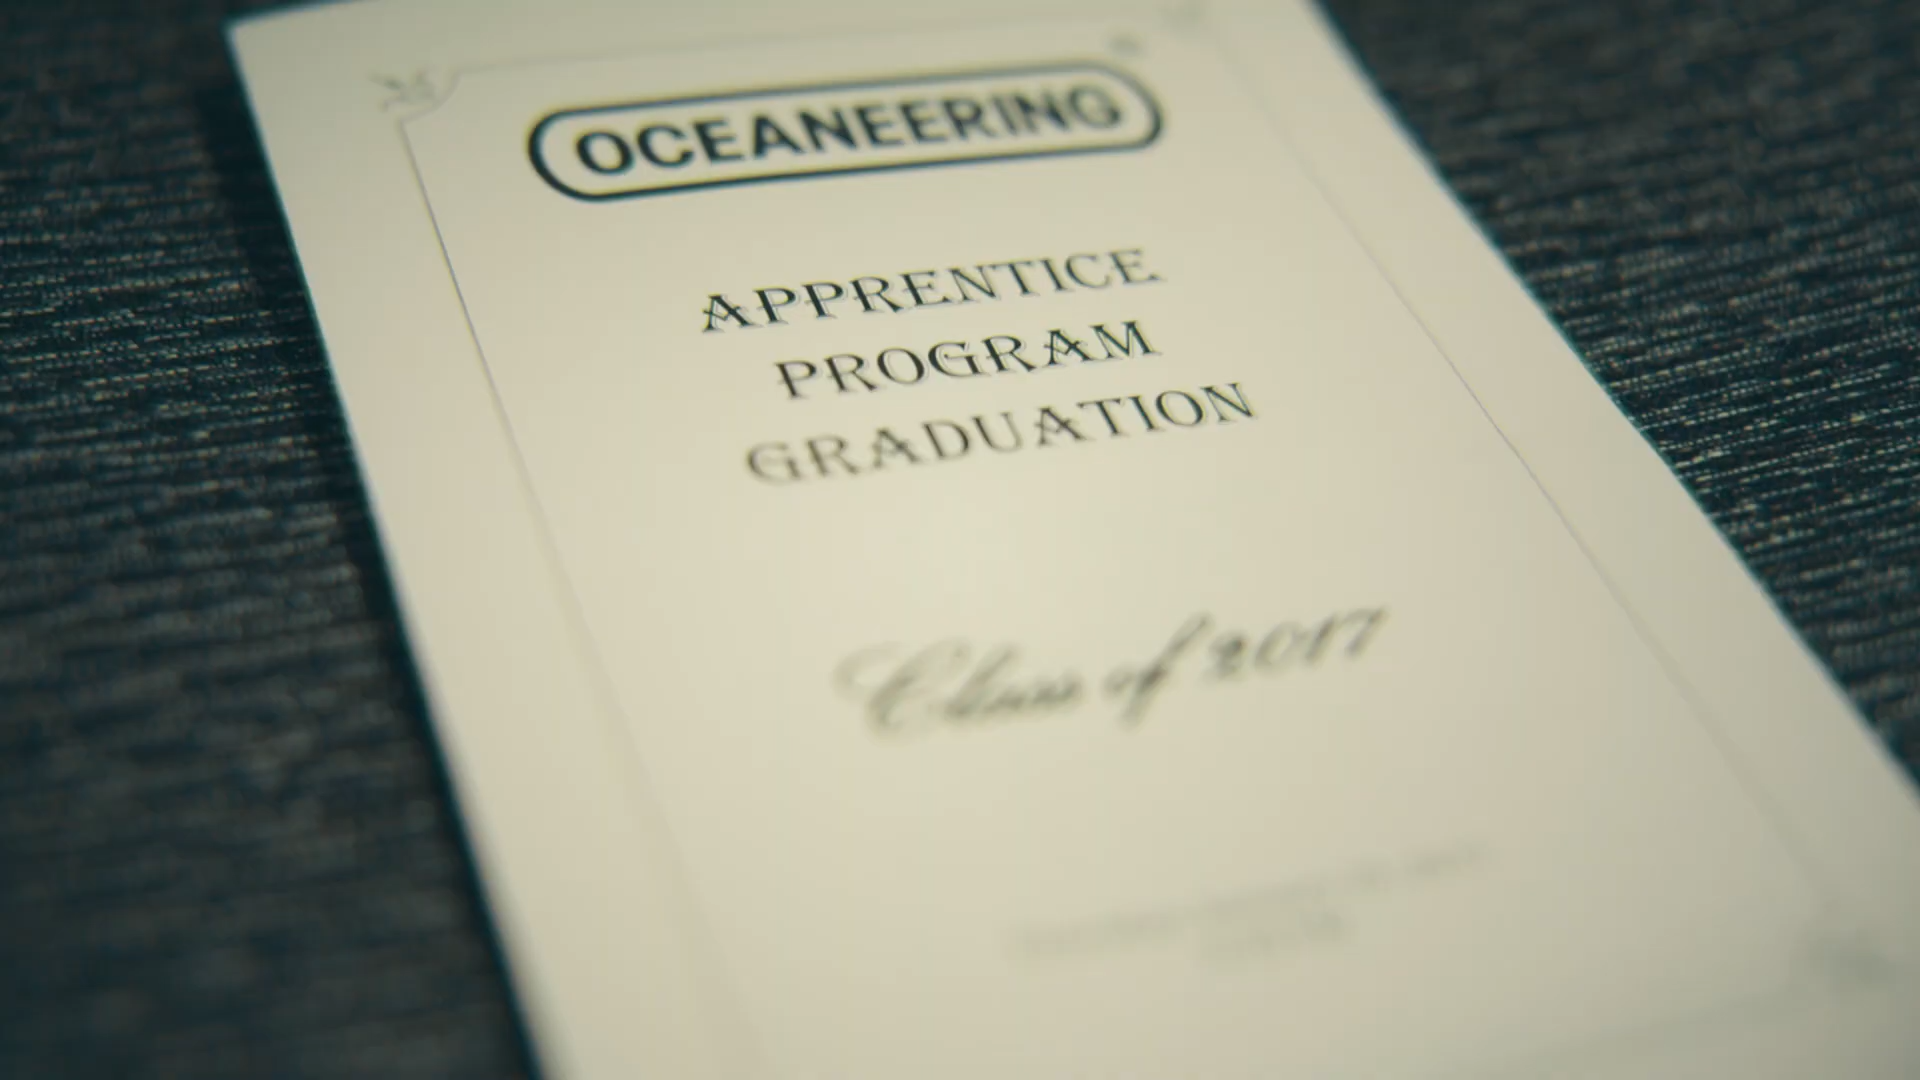 OCEANEERING
APPRENTICE
PROGRAM
GRADUATION
Class of 2017